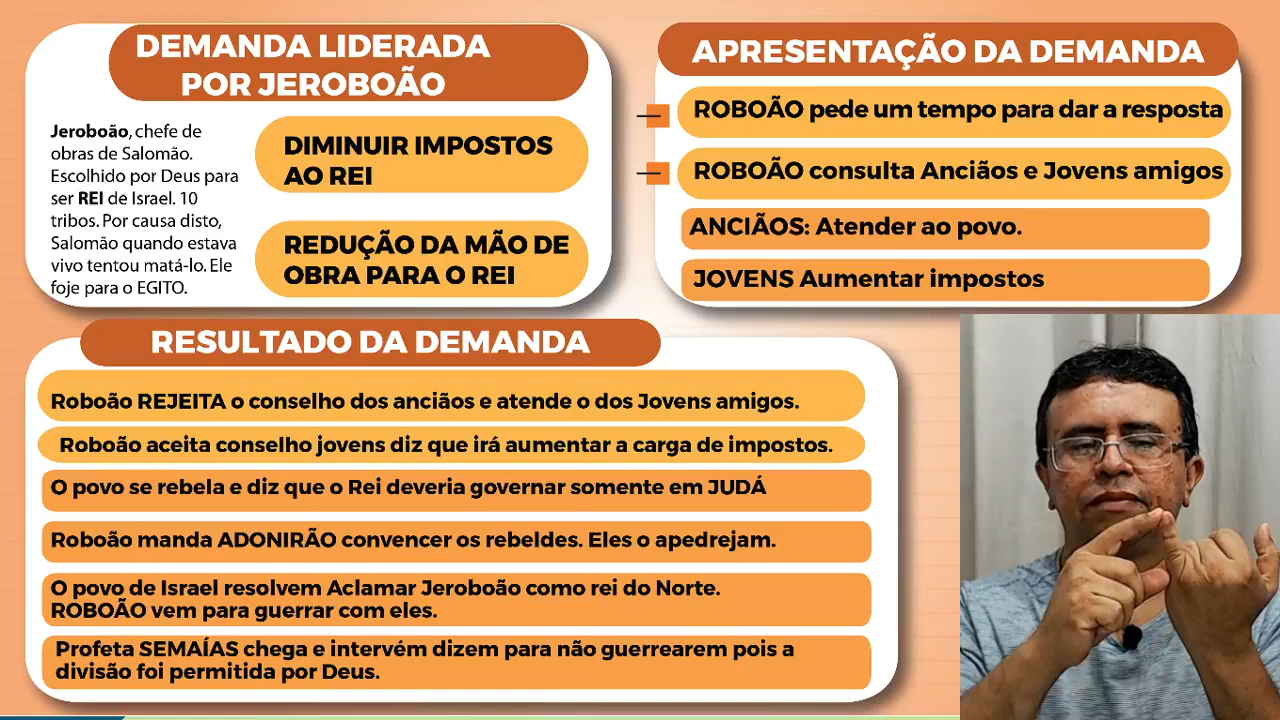 DEMANDA LIDERADA
POR JEROBOÃO
Jeroboão, chefe de
obras de Salomão.
Escolhido por Deus para
ser REI de Israel. 10
tribos. Por causa disto,
Salomão quando estava
vivo tentou matá-lo. Ele
foje para o EGITO.
DIMINUIR IMPOSTOS
AO REI
REDUÇÃO DA MÃO DE
OBRA PARA O REI
APRESENTAÇÃO DA DEMANDA
ROBOÃO pede um tempo para dar a resposta
ROBOÃO consulta Anciãos e Jovens amigos
ANCIÃOS: Atender ao povo.
JOVENS Aumentar impostos
RESULTADO DA DEMANDA
Roboão REJEITA o conselho dos anciãos e atende o dos Jovens amigos.
Roboão aceita conselho jovens diz que irá aumentar a carga de impostos.
O povo se rebela e diz que o Rei deveria governar somente em JUDÁ
Roboão manda ADONIRÃO convencer os rebeldes. Eles o apedrejam.
O povo de Israel resolvem Aclamar Jeroboão como rei do Norte.
ROBOÃO vem para guerrar com eles.
Profeta SEMAÍAS chega e intervém dizem para não guerrearem pois a
divisão foi permitida por Deus.